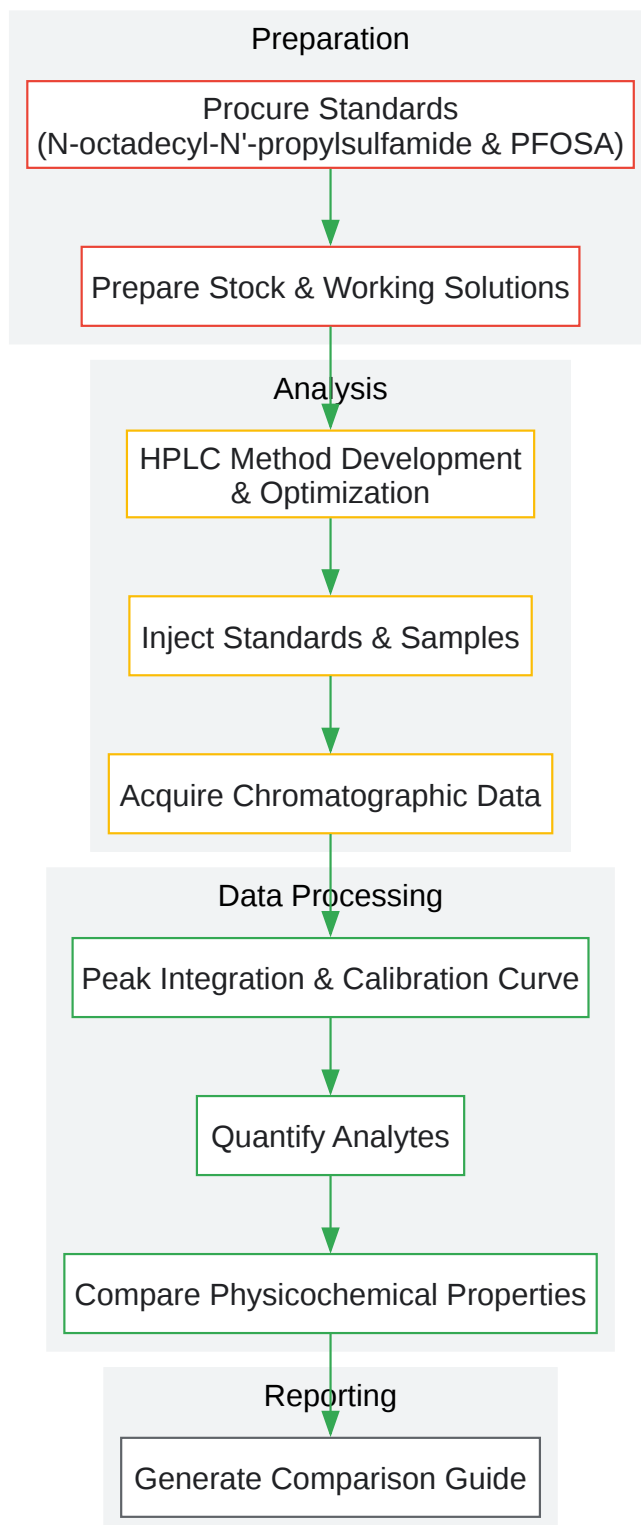 Preparation
Procure Standards
(N-octadecyl-N'-propylsulfamide & PFOSA)
Prepare Stock & Working Solutions
Analysis
HPLC Method Development
& Optimization
Inject Standards & Samples
Acquire Chromatographic Data
Data Processing
Peak Integration & Calibration Curve
Quantify Analytes
Compare Physicochemical Properties
Reporting
Generate Comparison Guide